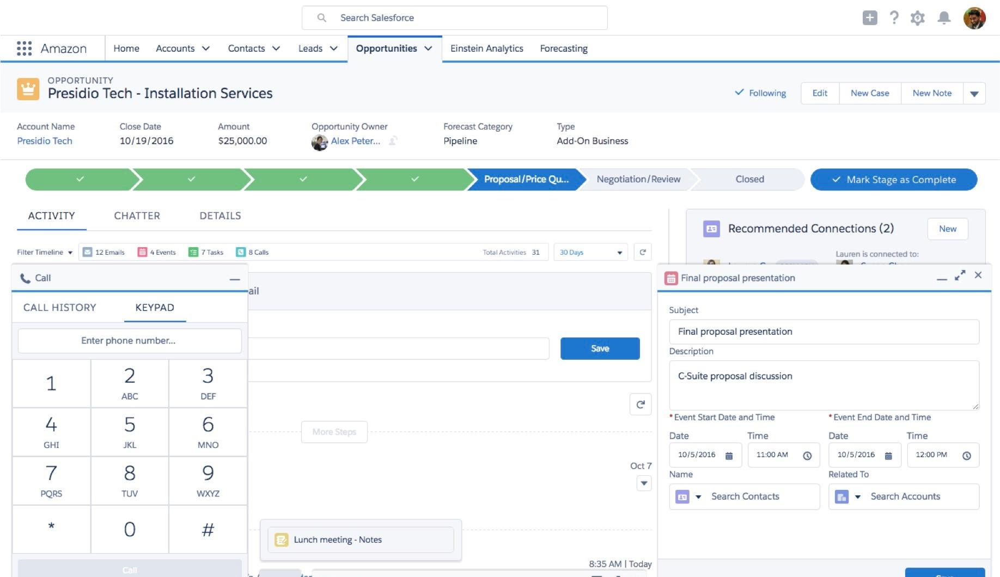 Search Salesforce
Amazon Home Accounts Contacts Leads Opportunities Einstein Analytics Forecasting
OPPORTUNITY
Presidio Tech - Installation Services
Following Edit New Case New Note
Account Name Close Date Amount Opportunity Owner Forecast Category Type
Presidio Tech 10/19/2016 $25,000.00 Alex Peter... Pipeline Add-On Business
Proposal/Price Qu... Negotiation/Review Closed Mark Stage as Complete
ACTIVITY CHATTER DETAILS
Recommended Connections (2) New
Filter Timeline 12 Emails 4 Events 7 Tasks 8 Calls Total Activities 31 30 Days
Lauren is connected to:
Call
ail
CALL HISTORY KEYPAD
Enter phone number...
Save
1 2 3
ABC DEF
4 5 6
GHI JKL MNO
7 8 9
PQRS TUV WXYZ
* 0 #
Call
More Steps
Oct 7
Lunch meeting - Notes
8:35 AM | Today
Final proposal presentation
Subject
Final proposal presentation
Description
C-Suite proposal discussion
*Event Start Date and Time *Event End Date and Time
Date Time Date Time
10/5/2016 11:00 AM 10/5/2016 12:00 PM
Name Related To
Search Contacts Search Accounts